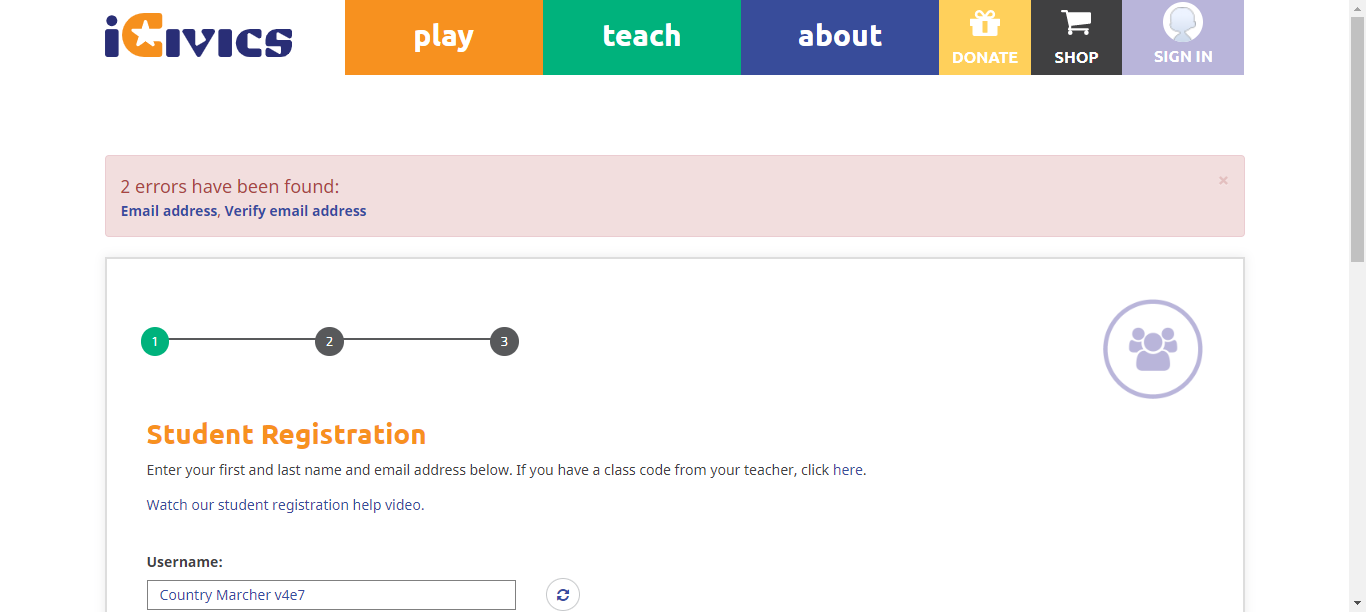 iCivics
play
teach
about
DONATE
SHOP
SIGN IN
2 errors have been found:
×
Email address, Verify email address
1
2
3
Student Registration
Enter your first and last name and email address below. If you have a class code from your teacher, click here.
Watch our student registration help video.
Username:
Country Marcher v4e7